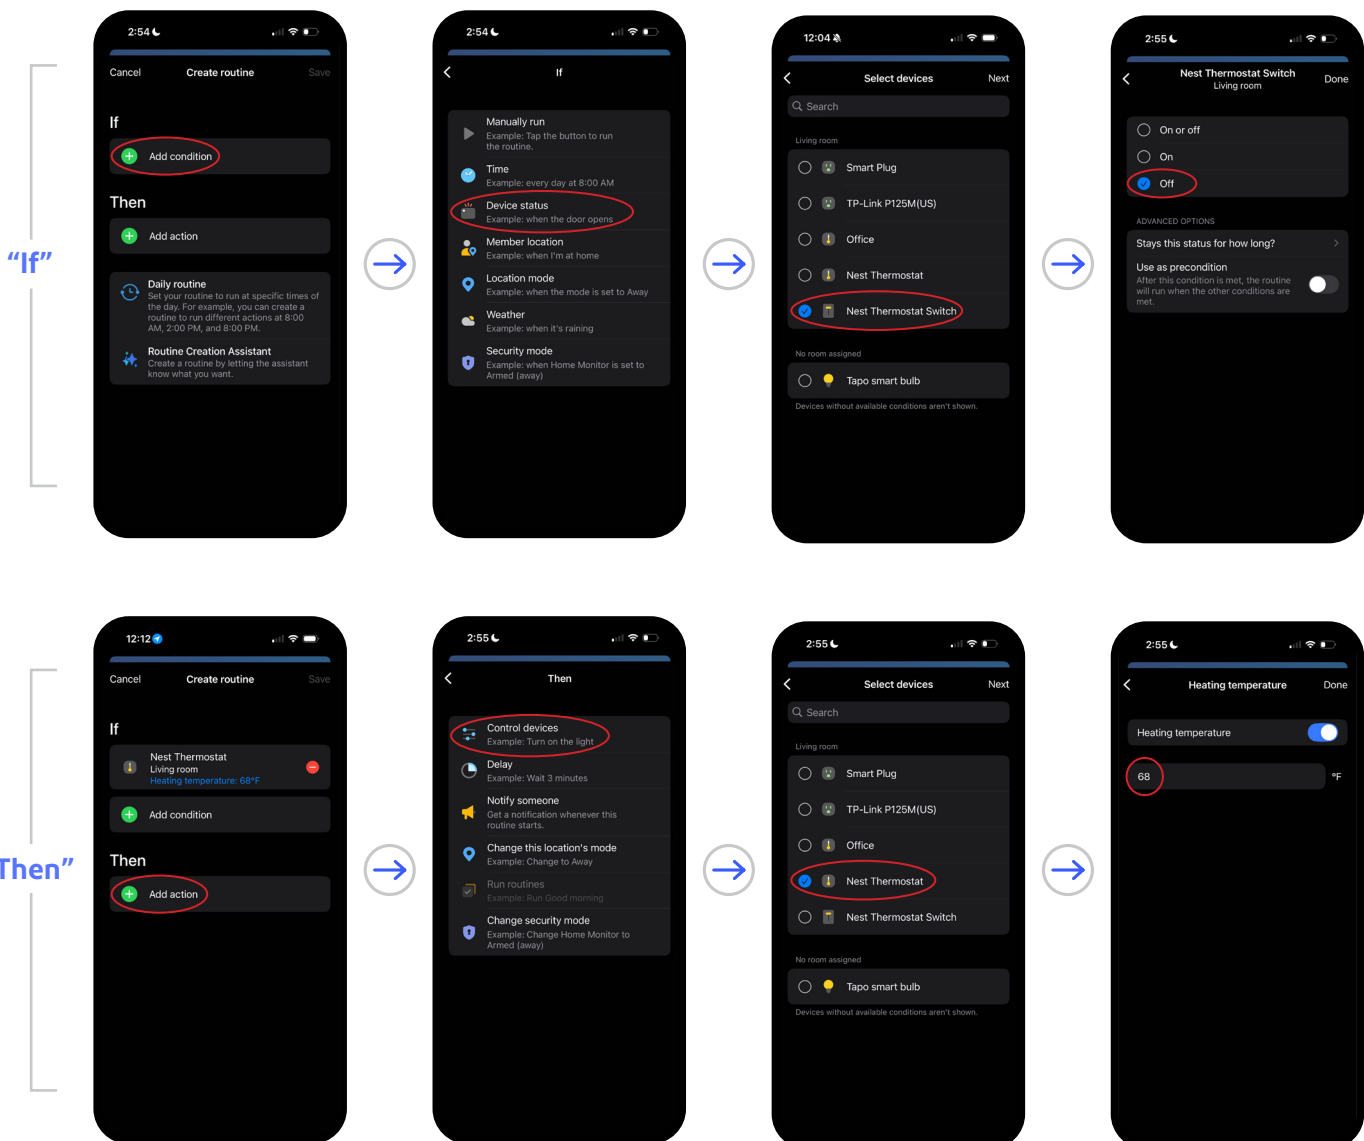 “If”
2:54
Cancel Create routine Save
If
Add condition
Then
Add action
Daily routine
Set your routine to run at specific times of
the day. For example, you can create a
routine to run different actions at 8:00
AM, 2:00 PM, and 8:00 PM.
Routine Creation Assistant
Create a routine by letting the assistant
know what you want.
2:54
If
Manually run
Example: Tap the button to run
the routine.
Time
Example: every day at 8:00 AM
Device status
Example: when the door opens
Member location
Example: when I'm at home
Location mode
Example: when the mode is set to Away
Weather
Example: when it's raining
Security mode
Example: when Home Monitor is set to
Armed (away)
12:04
Select devices Next
Search
Living room
Smart Plug
TP-Link P125M(US)
Office
Nest Thermostat
Nest Thermostat Switch
No room assigned
Tapo smart bulb
Devices without available conditions aren't shown.
2:55
Nest Thermostat Switch
Living room
Done
On or off
On
Off
ADVANCED OPTIONS
Stays this status for how long?
Use as precondition
After this condition is met, the routine
will run when the other conditions are
met.
Then”
12:12
Cancel Create routine Save
If
Nest Thermostat
Living room
Heating temperature: 68°F
Add condition
Then
Add action
2:55
Then
Control devices
Example: Turn on the light
Delay
Example: Wait 3 minutes
Notify someone
Get a notification whenever this
routine starts.
Change this location's mode
Example: Change to Away
Run routines
Example: Run Good morning
Change security mode
Example: Change Home Monitor to
Armed (away)
2:55
Select devices Next
Search
Living room
Smart Plug
TP-Link P125M(US)
Office
Nest Thermostat
Nest Thermostat Switch
No room assigned
Tapo smart bulb
Devices without available conditions aren't shown.
2:55
Heating temperature Done
Heating temperature
68 °F